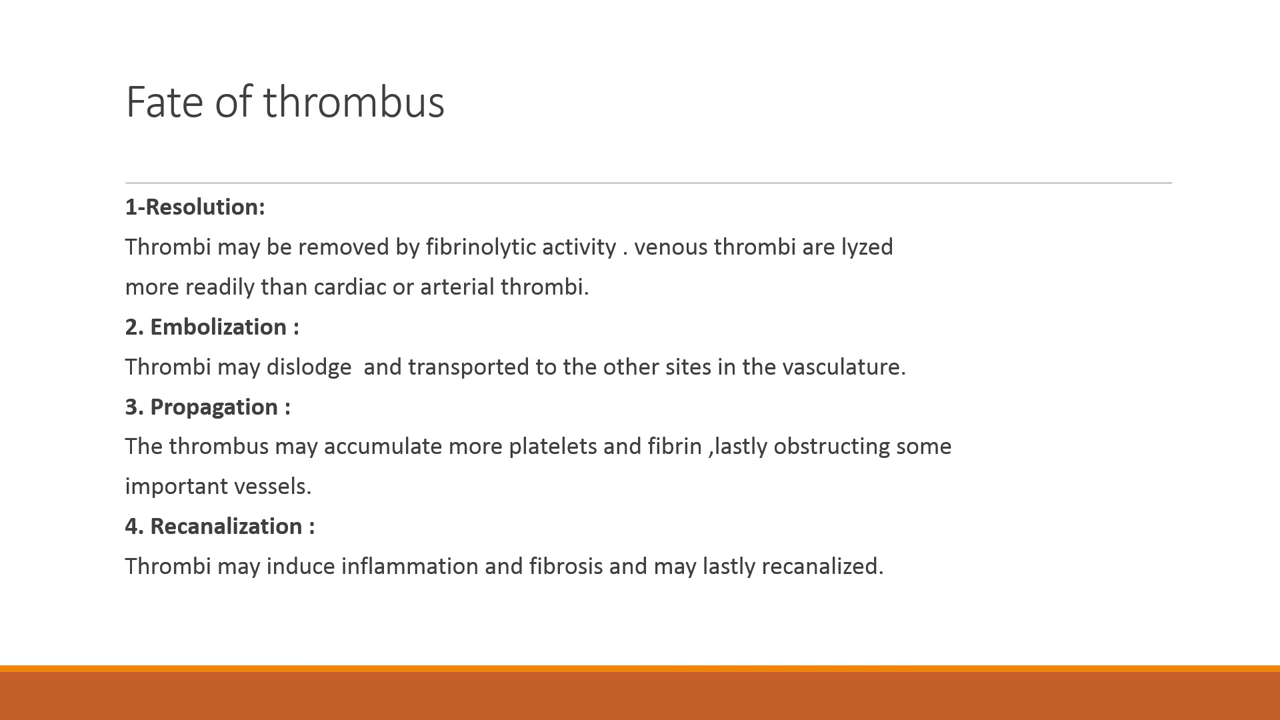 Fate of thrombus
1-Resolution:
Thrombi may be removed by fibrinolytic activity . venous thrombi are lyzed
more readily than cardiac or arterial thrombi.
2. Embolization :
Thrombi may dislodge  and transported to the other sites in the vasculature.
3. Propagation :
The thrombus may accumulate more platelets and fibrin ,lastly obstructing some
important vessels.
4. Recanalization :
Thrombi may induce inflammation and fibrosis and may lastly recanalized.